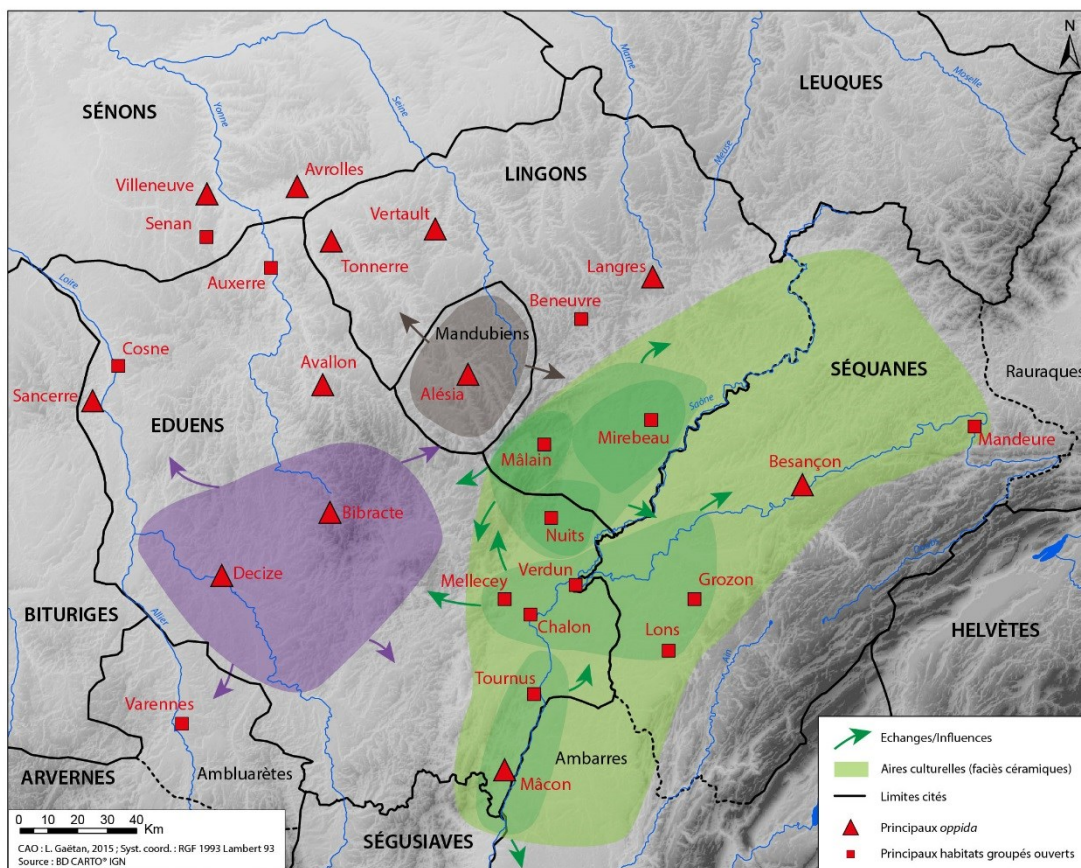 N
SÉNONS
Yonne
Seine
Marne
Meuse
Moselle
LEUQUES
LINGONS
Villeneuve
Avrolles
Senan
Vertault
Tonnerre
Auxerre
Langres
Beneuvre
Loire
Mandubiens
Cosne
Avallon
Alésia
Sancerre
EDUENS
SÉQUANES
Rauraques
Saône
Mirebeau
Mâlain
Mandeure
Besançon
Bibracte
Nuits
Doubs
Decize
Verdun
Mellecey
Grozon
Chalon
BITURIGES
Allier
HELVÈTES
Lons
Ain
Tournus
Varennes
Ambarres
ARVERNES
Ambluarètes
Mâcon
SÉGUSIAVES
Echanges/Influences
Aires culturelles (faciès céramiques)
Limites cités
Principaux oppida
Principaux habitats groupés ouverts
0 10 20 30 40
Km
CAO : L. Gaëtan, 2015 ; Syst. coord. : RGF 1993 Lambert 93
Source : BD CARTO® IGN